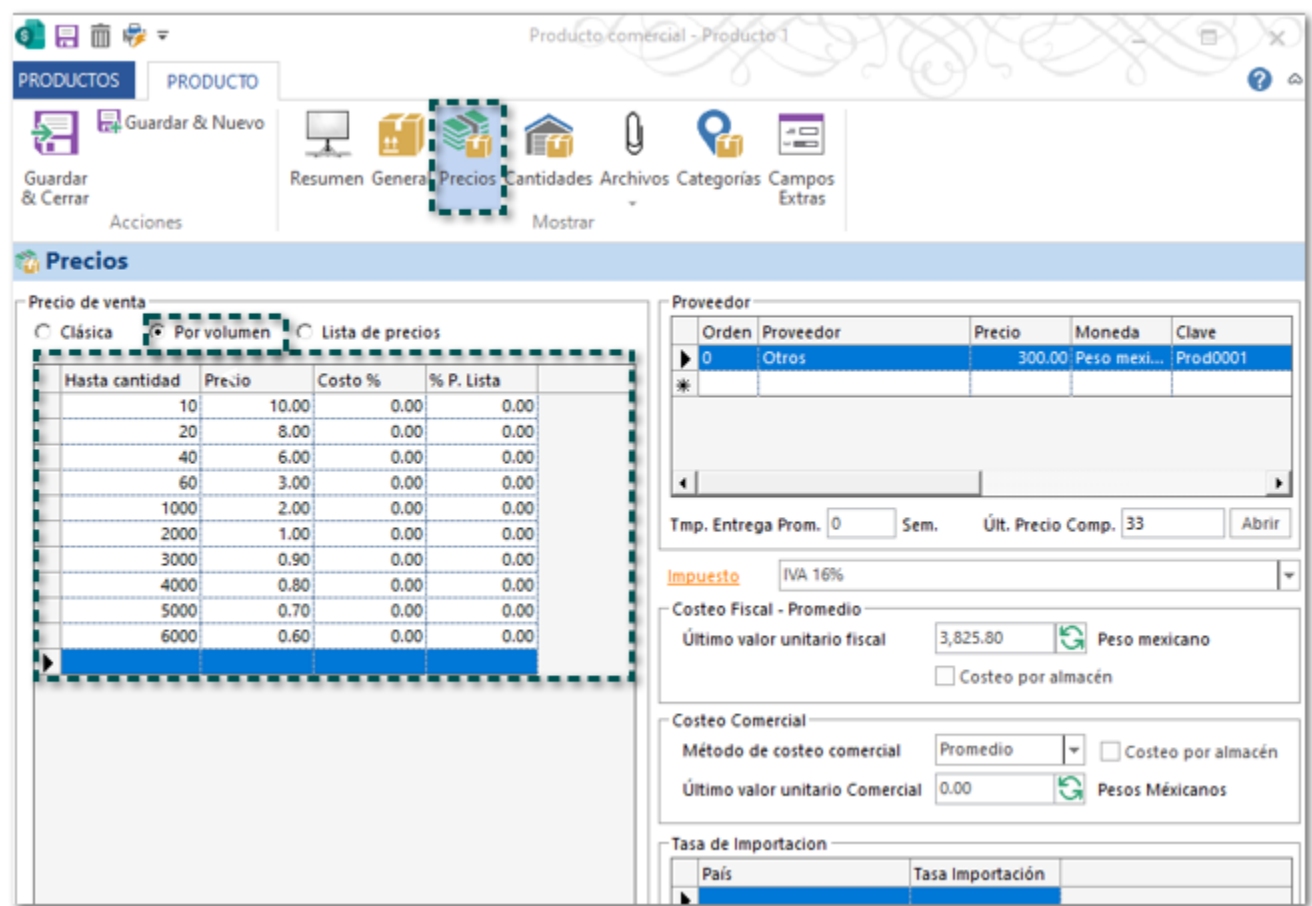 Producto comercial - Producto 1
PRODUCTOS PRODUCTO
Guardar & Nuevo
Guardar
& Cerrar
Acciones
Resumen General Precios Cantidades Archivos Categorías Campos
Extras
Mostrar
Precios
Precio de venta
Clásica Por volumen Lista de precios
Hasta cantidad Precio Costo % % P. Lista
10 10.00 0.00 0.00
20 8.00 0.00 0.00
40 6.00 0.00 0.00
60 3.00 0.00 0.00
1000 2.00 0.00 0.00
2000 1.00 0.00 0.00
3000 0.90 0.00 0.00
4000 0.80 0.00 0.00
5000 0.70 0.00 0.00
6000 0.60 0.00 0.00
Proveedor
Orden Proveedor Precio Moneda Clave
0 Otros 300.00 Peso mexi... Prod0001
Tmp. Entrega Prom. 0 Sem. Últ. Precio Comp. 33 Abrir
Impuesto IVA 16%
Costeo Fiscal - Promedio
Último valor unitario fiscal 3,825.80 Peso mexicano
Costeo por almacén
Costeo Comercial
Método de costeo comercial Promedio Costeo por almacén
Último valor unitario Comercial 0.00 Pesos Méxicanos
Tasa de Importacion
País Tasa Importación